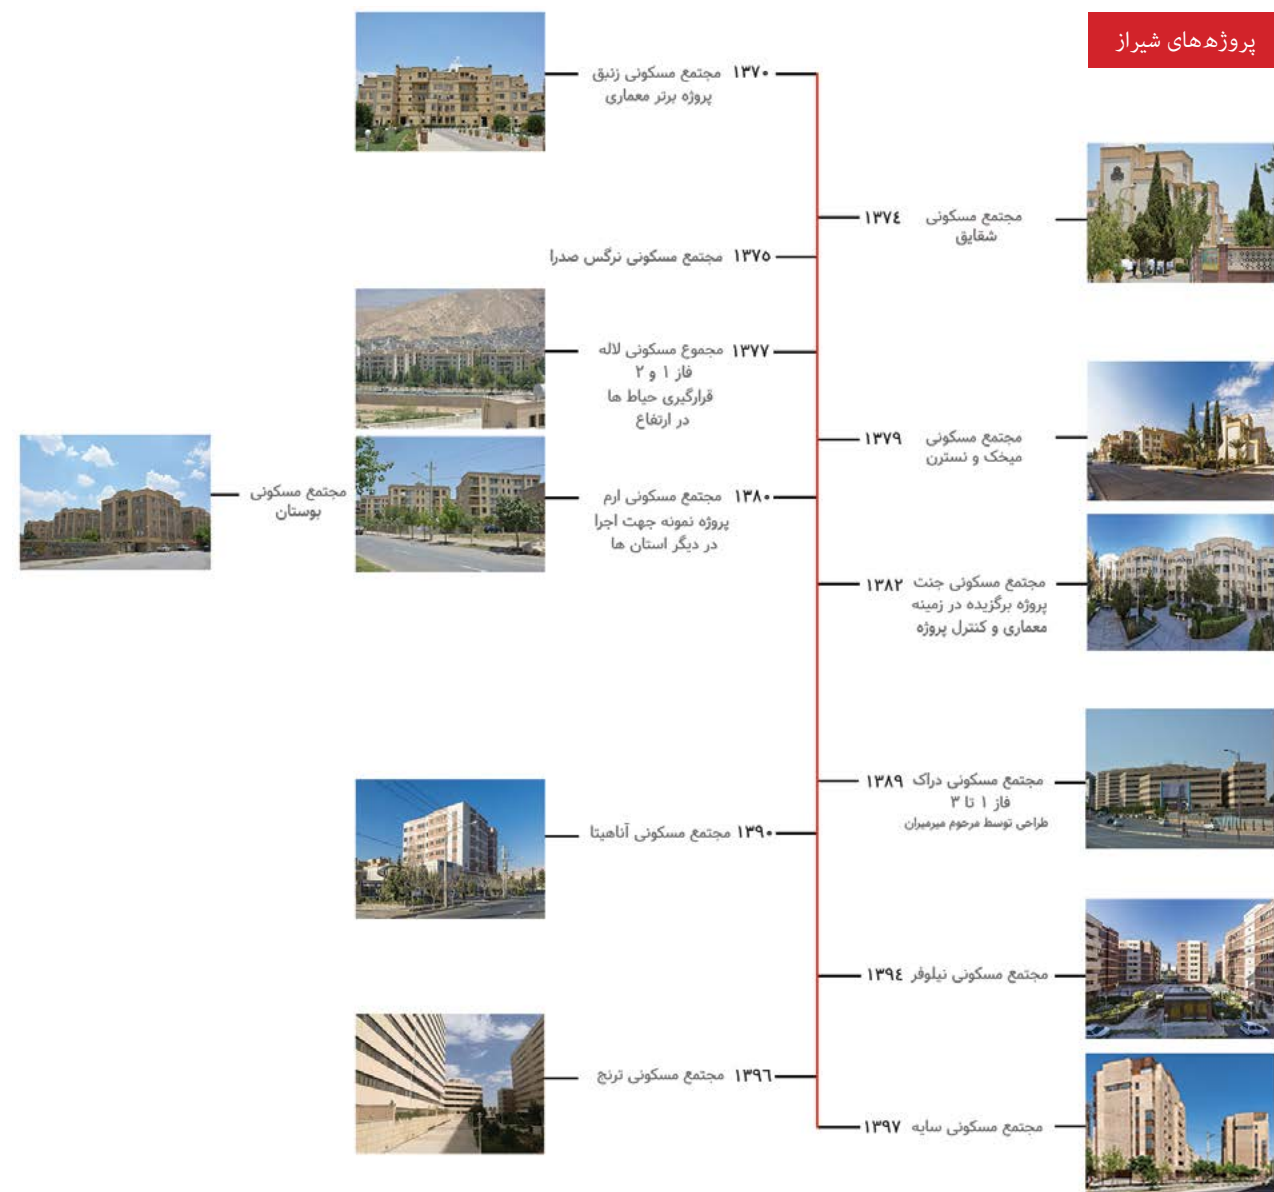 پروژه‌های شیراز
۱۳۷۰ مجتمع مسکونی زنبق
پروژه برتر معماری
۱۳۷٤ مجتمع مسکونی
شقایق
۱۳۷٥ مجتمع مسکونی نرگس صدرا
۱۳۷۷ مجموع مسکونی لاله
فاز ۱ و ۲
قرارگیری حیاط ها
در ارتفاع
۱۳۷۹ مجتمع مسکونی
میخک و نسترن
۱۳۸۰ مجتمع مسکونی ارم
پروژه نمونه جهت اجرا
در دیگر استان ها
مجتمع مسکونی
بوستان
۱۳۸۲ مجتمع مسکونی جنت
پروژه برگزیده در زمینه
معماری و کنترل پروژه
۱۳۸۹ مجتمع مسکونی دراک
فاز ۱ تا ۳
طراحی توسط مرحوم میرمیران
۱۳۹۰ مجتمع مسکونی آناهیتا
۱۳۹٤ مجتمع مسکونی نیلوفر
۱۳۹٦ مجتمع مسکونی ترنج
۱۳۹۷ مجتمع مسکونی سایه